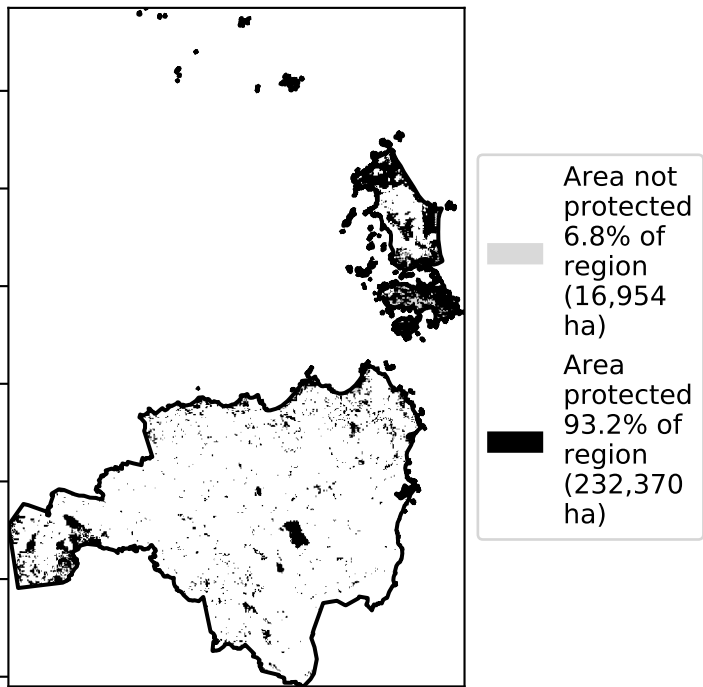 Area not
protected
6.8% of
region
(16,954
ha)
Area
protected
93.2% of
region
(232,370
ha)